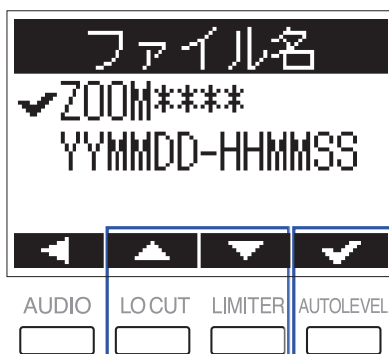 ファイル名
ZOOM****
YYMMDD-HHMMSS
AUDIO LO CUT LIMITER AUTOLEVEL